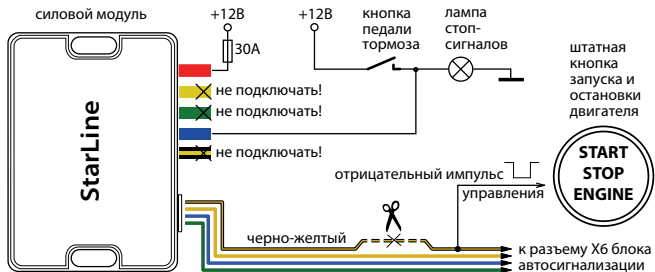 силовой модуль
+12В
30А
+12В
кнопка
педали
тормоза
лампа
стоп-
сигналов
штатная
кнопка
запуска и
остановки
двигателя
не подключать!
не подключать!
не подключать!
StarLine
START
STOP
ENGINE
отрицательный импульс
управления
черно-желтый
к разъему X6 блока
автосигнализации